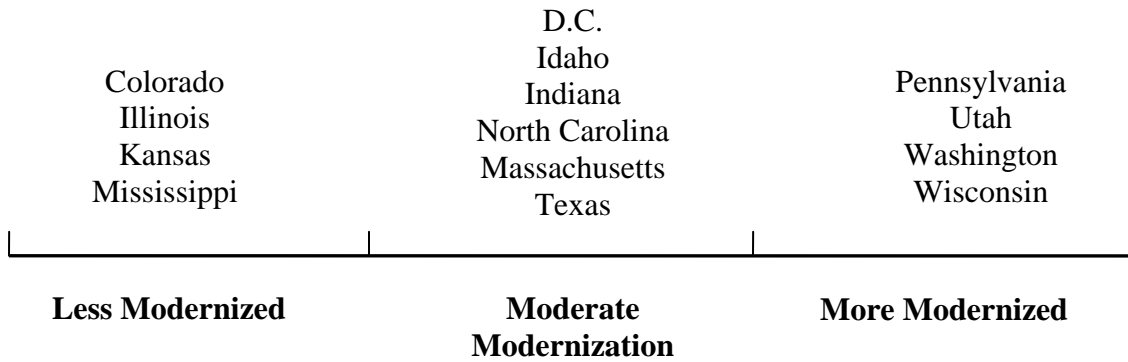 Colorado
Illinois
Kansas
Mississippi
D.C.
Idaho
Indiana
North Carolina
Massachusetts
Texas
Pennsylvania
Utah
Washington
Wisconsin
Less Modernized
Moderate
Modernization
More Modernized